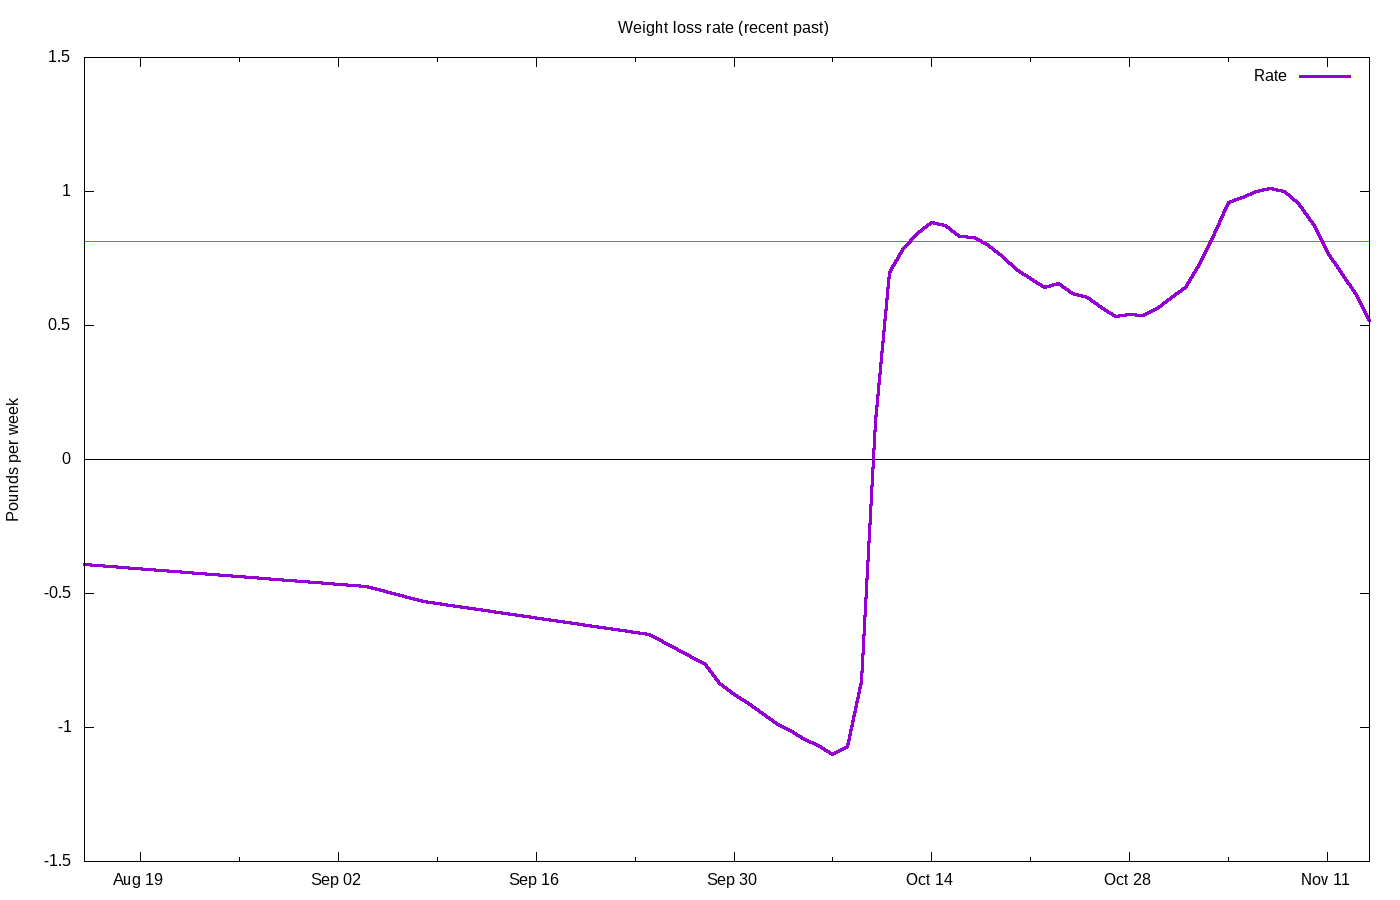 Weight loss rate (recent past)
Rate
Pounds per week
1.5
1
0.5
0
-0.5
-1
-1.5
Aug 19
Sep 02
Sep 16
Sep 30
Oct 14
Oct 28
Nov 11